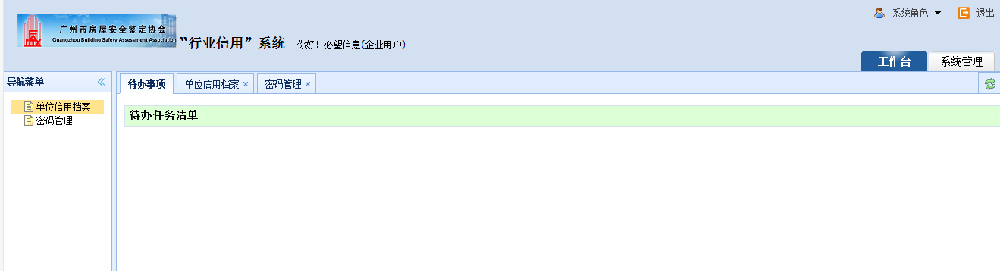 系统角色 退出
广州市房屋安全鉴定协会
Guangzhou Building Safety Assessment Association
“行业信用”系统 你好！必望信息(企业用户)
工作台 系统管理
导航菜单
待办事项 单位信用档案 密码管理
单位信用档案
密码管理
待办任务清单